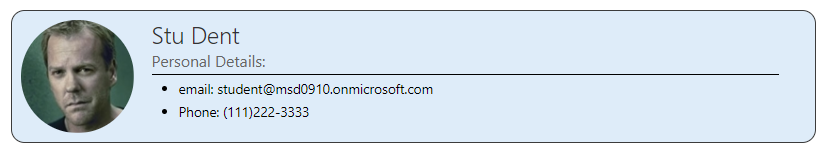 Stu Dent
Personal Details:
email: student@msd0910.onmicrosoft.com
Phone: (111)222-3333